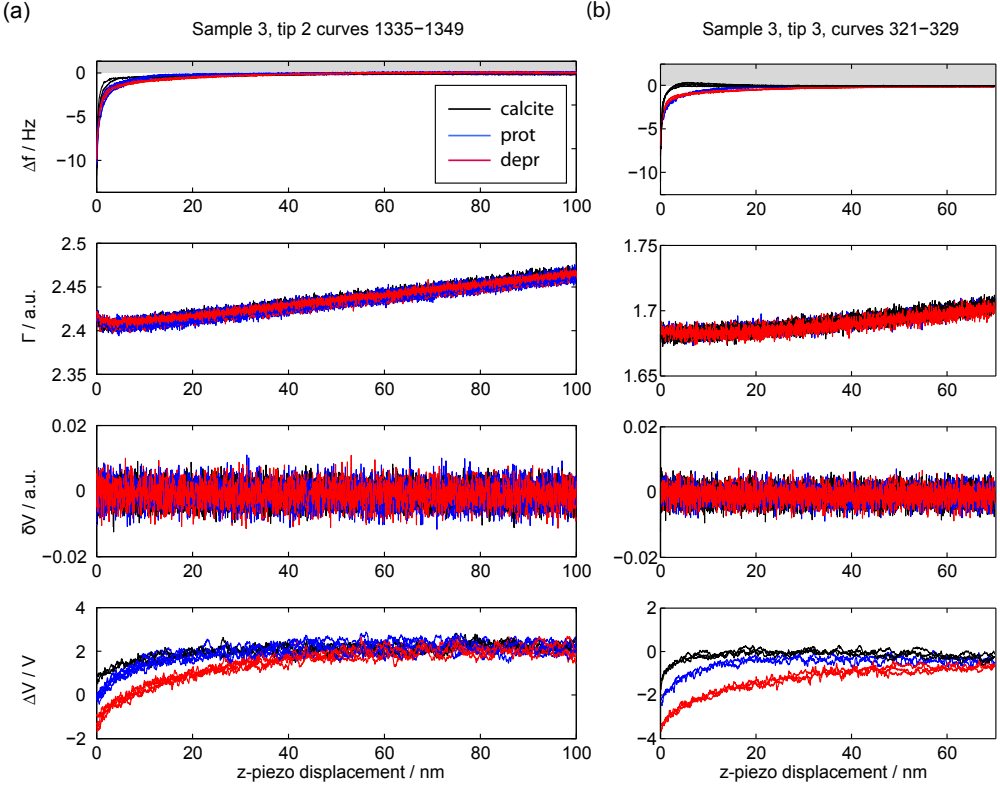 (a)
Sample 3, tip 2 curves 1335−1349
0
−5
−10
Δf / Hz
calcite
prot
depr
0 20 40 60 80 100
2.5
2.45
2.4
2.35
Γ / a.u.
0 20 40 60 80 100
0.02
0
−0.02
δV / a.u.
0 20 40 60 80 100
4
2
0
−2
ΔV / V
0 20 40 60 80 100
z-piezo displacement / nm
(b)
Sample 3, tip 3, curves 321−329
0
−5
−10
0 20 40 60
1.75
1.7
1.65
0 20 40 60
0.02
0
−0.02
0 20 40 60
2
0
−2
−4
0 20 40 60
z-piezo displacement / nm